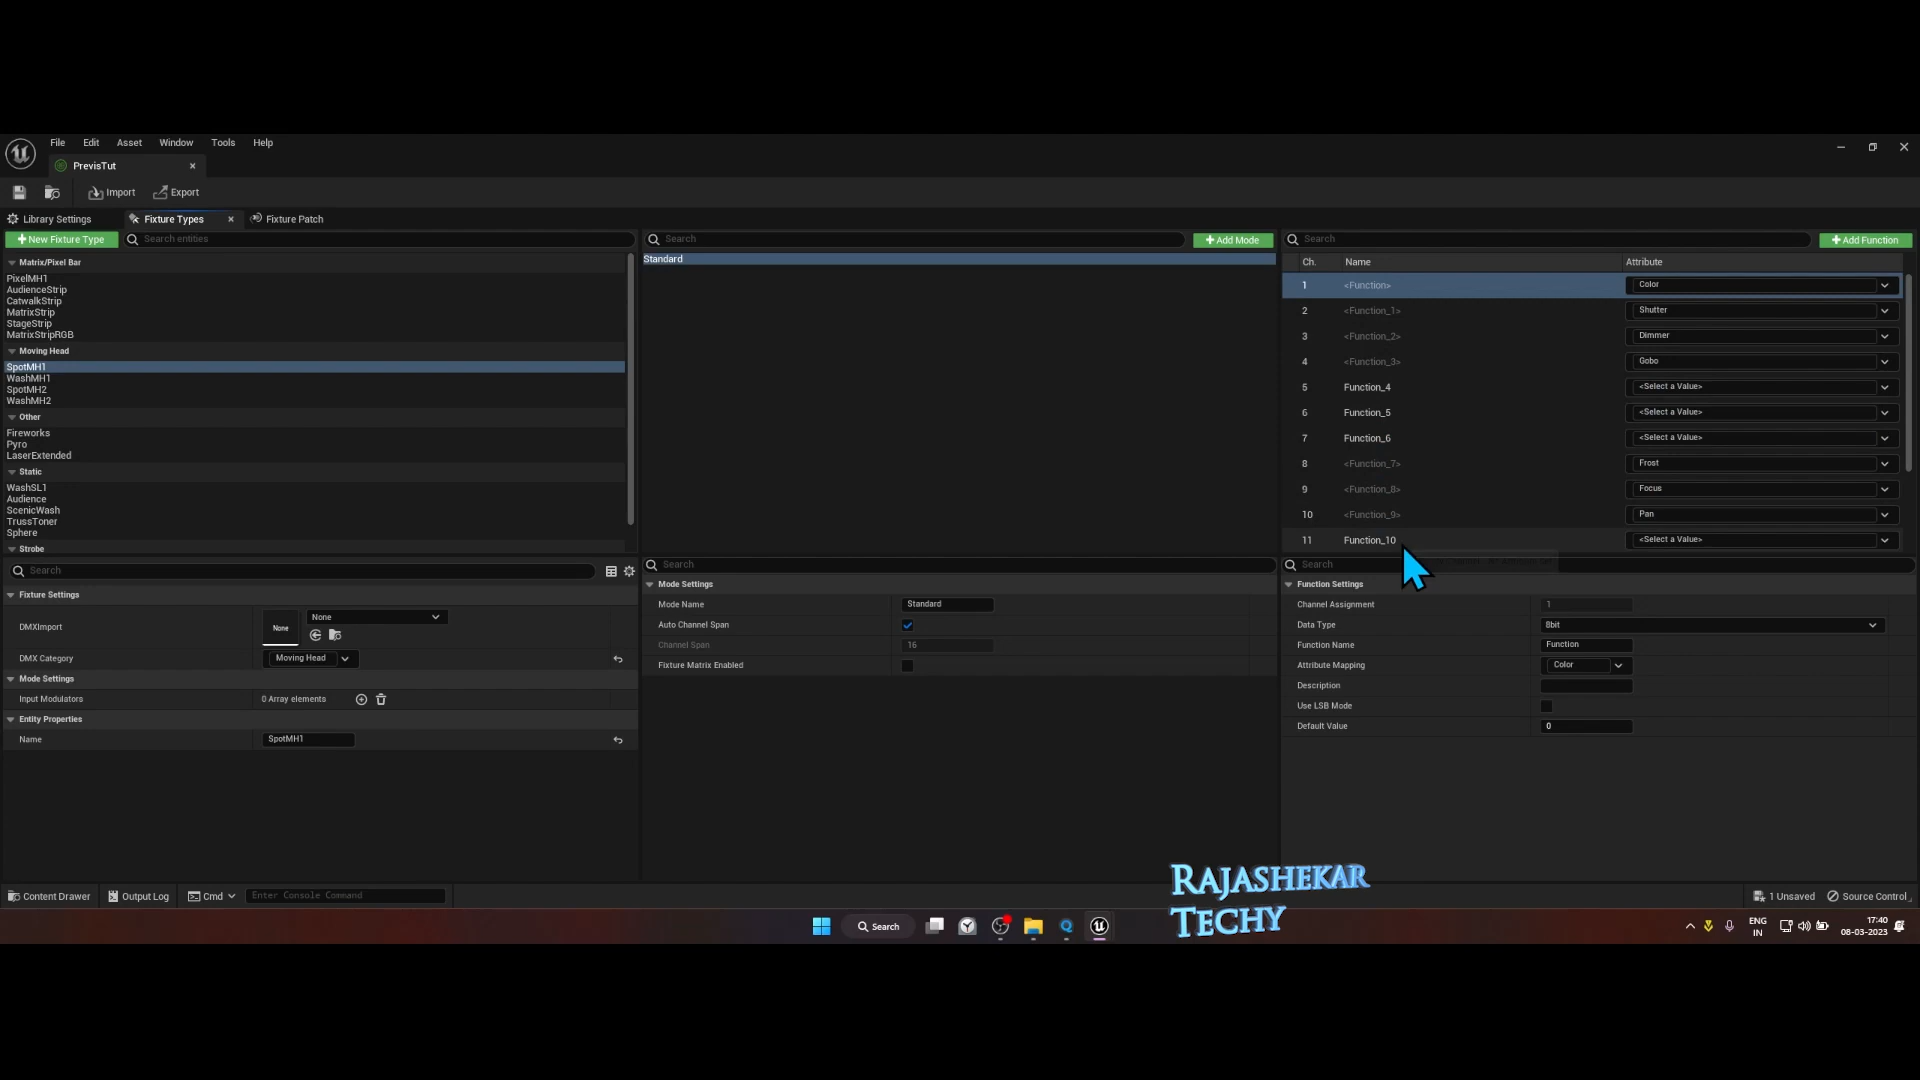 File Edit Asset Window Tools Help
PrevisTut
Import Export
Library Settings Fixture Types Fixture Patch
New Fixture Type Search entities
Matrix/Pixel Bar
PixelMH1
AudienceStrip
CatwalkStrip
MatrixStrip
StageStrip
MatrixStripRGB
Moving Head
SpotMH1
WashMH1
SpotMH2
WashMH2
Other
Fireworks
Pyro
LaserExtended
Static
WashSL1
Audience
ScenicWash
TrussToner
Sphere
Strobe
Search
Fixture Settings
DMXImport None None
DMX Category Moving Head
Mode Settings
Input Modulators 0 Array elements
Entity Properties
Name SpotMH1
Search Add Mode
Standard
Search
Mode Settings
Mode Name Standard
Auto Channel Span
Channel Span 16
Fixture Matrix Enabled
Search Add Function
Ch. Name Attribute
1 <Function> Color
2 <Function_1> Shutter
3 <Function_2> Dimmer
4 <Function_3> Gobo
5 Function_4 <Select a Value>
6 Function_5 <Select a Value>
7 Function_6 <Select a Value>
8 <Function_7> Frost
9 <Function_8> Focus
10 <Function_9> Pan
11 Function_10 <Select a Value>
Search
Function Settings
Channel Assignment 1
Data Type 8bit
Function Name Function
Attribute Mapping Color
Description
Use LSB Mode
Default Value 0
Rajashekar
Techy
Content Drawer Output Log Cmd Enter Console Command 1 Unsaved Source Control
Search
ENG
IN
17:40
08-03-2023